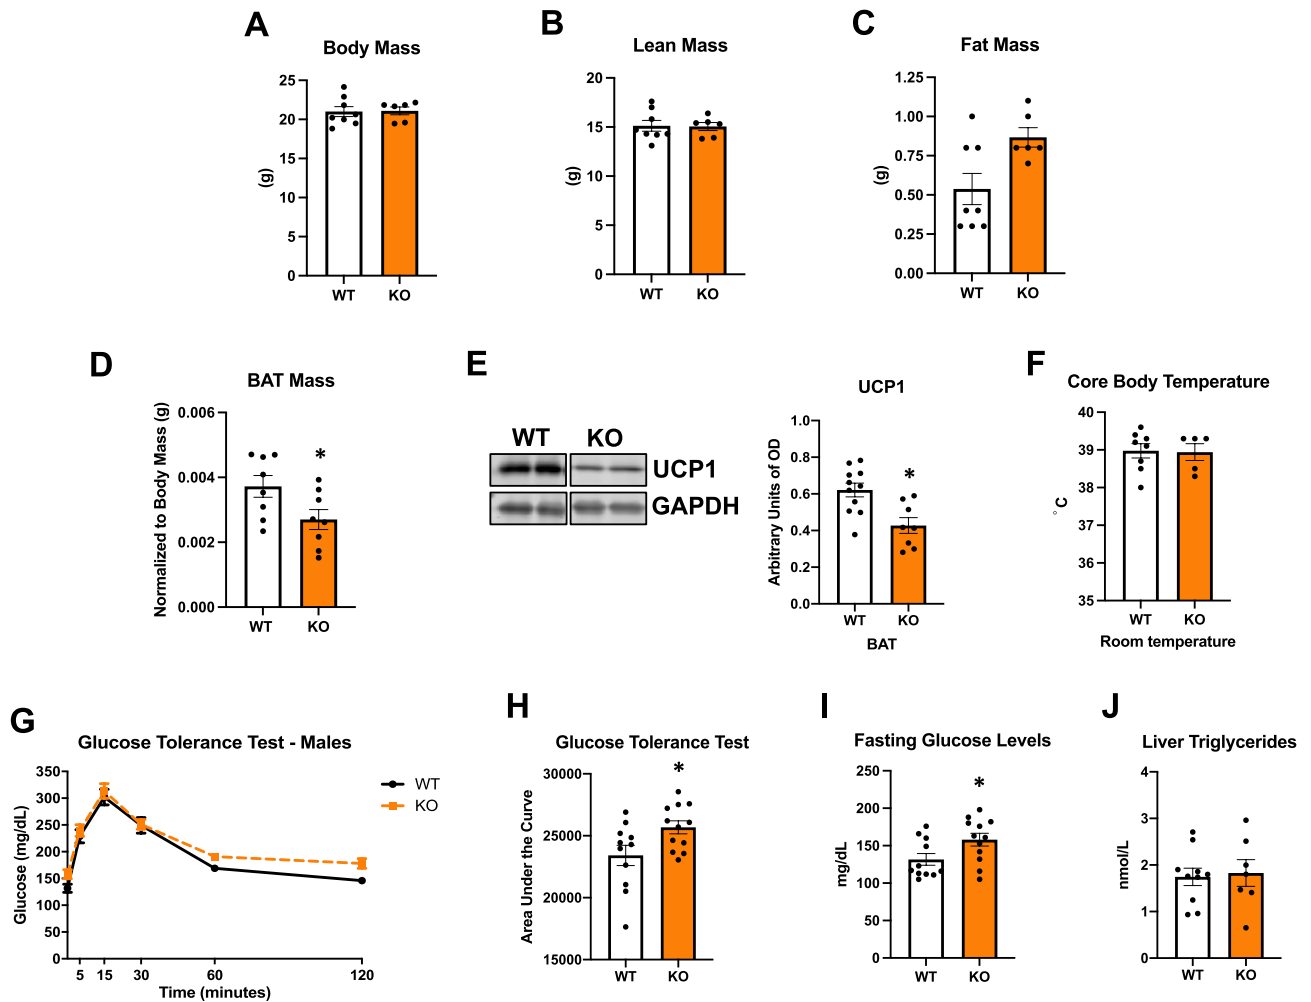 A
Body Mass
25
20
15
10
5
0
(g)
WT KO
B
Lean Mass
20
15
10
5
0
(g)
WT KO
C
Fat Mass
1.25
1.00
0.75
0.50
0.25
0.00
(g)
WT KO
D
BAT Mass
0.006
0.004
0.002
0.000
Normalized to Body Mass (g)
*
WT KO
E
WT KO
UCP1
GAPDH
UCP1
1.0
0.8
0.6
0.4
0.2
0.0
Arbitrary Units of OD
*
WT KO
BAT
F
Core Body Temperature
40
39
38
37
36
35
°C
WT KO
Room temperature
G
Glucose Tolerance Test - Males
350
300
250
200
150
100
50
0
Glucose (mg/dL)
5 15 30 60 120
Time (minutes)
WT
KO
H
Glucose Tolerance Test
30000
25000
20000
15000
Area Under the Curve
*
WT KO
I
Fasting Glucose Levels
250
200
150
100
50
0
mg/dL
*
WT KO
J
Liver Triglycerides
4
3
2
1
0
nmol/L
WT KO